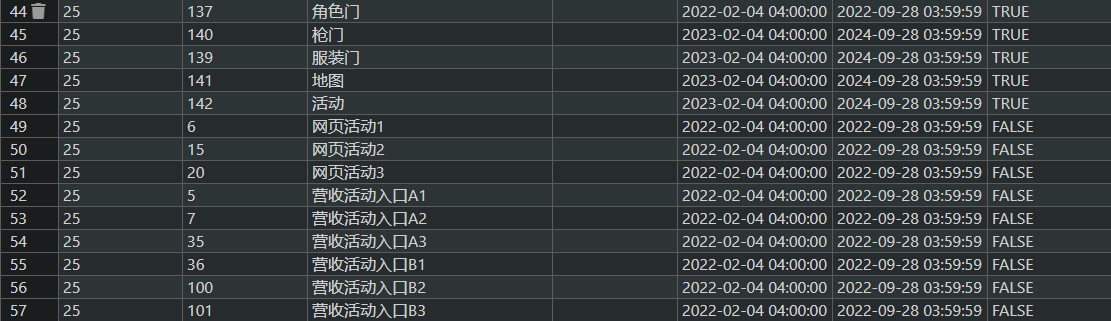 44 25 137 角色门 2022-02-04 04:00:00 2022-09-28 03:59:59 TRUE
45 25 140 枪门 2023-02-04 04:00:00 2024-09-28 03:59:59 TRUE
46 25 139 服装门 2023-02-04 04:00:00 2024-09-28 03:59:59 TRUE
47 25 141 地图 2023-02-04 04:00:00 2024-09-28 03:59:59 TRUE
48 25 142 活动 2023-02-04 04:00:00 2024-09-28 03:59:59 TRUE
49 25 6 网页活动1 2022-02-04 04:00:00 2022-09-28 03:59:59 FALSE
50 25 15 网页活动2 2022-02-04 04:00:00 2022-09-28 03:59:59 FALSE
51 25 20 网页活动3 2022-02-04 04:00:00 2022-09-28 03:59:59 FALSE
52 25 5 营收活动入口A1 2022-02-04 04:00:00 2022-09-28 03:59:59 FALSE
53 25 7 营收活动入口A2 2022-02-04 04:00:00 2022-09-28 03:59:59 FALSE
54 25 35 营收活动入口A3 2022-02-04 04:00:00 2022-09-28 03:59:59 FALSE
55 25 36 营收活动入口B1 2022-02-04 04:00:00 2022-09-28 03:59:59 FALSE
56 25 100 营收活动入口B2 2022-02-04 04:00:00 2022-09-28 03:59:59 FALSE
57 25 101 营收活动入口B3 2022-02-04 04:00:00 2022-09-28 03:59:59 FALSE